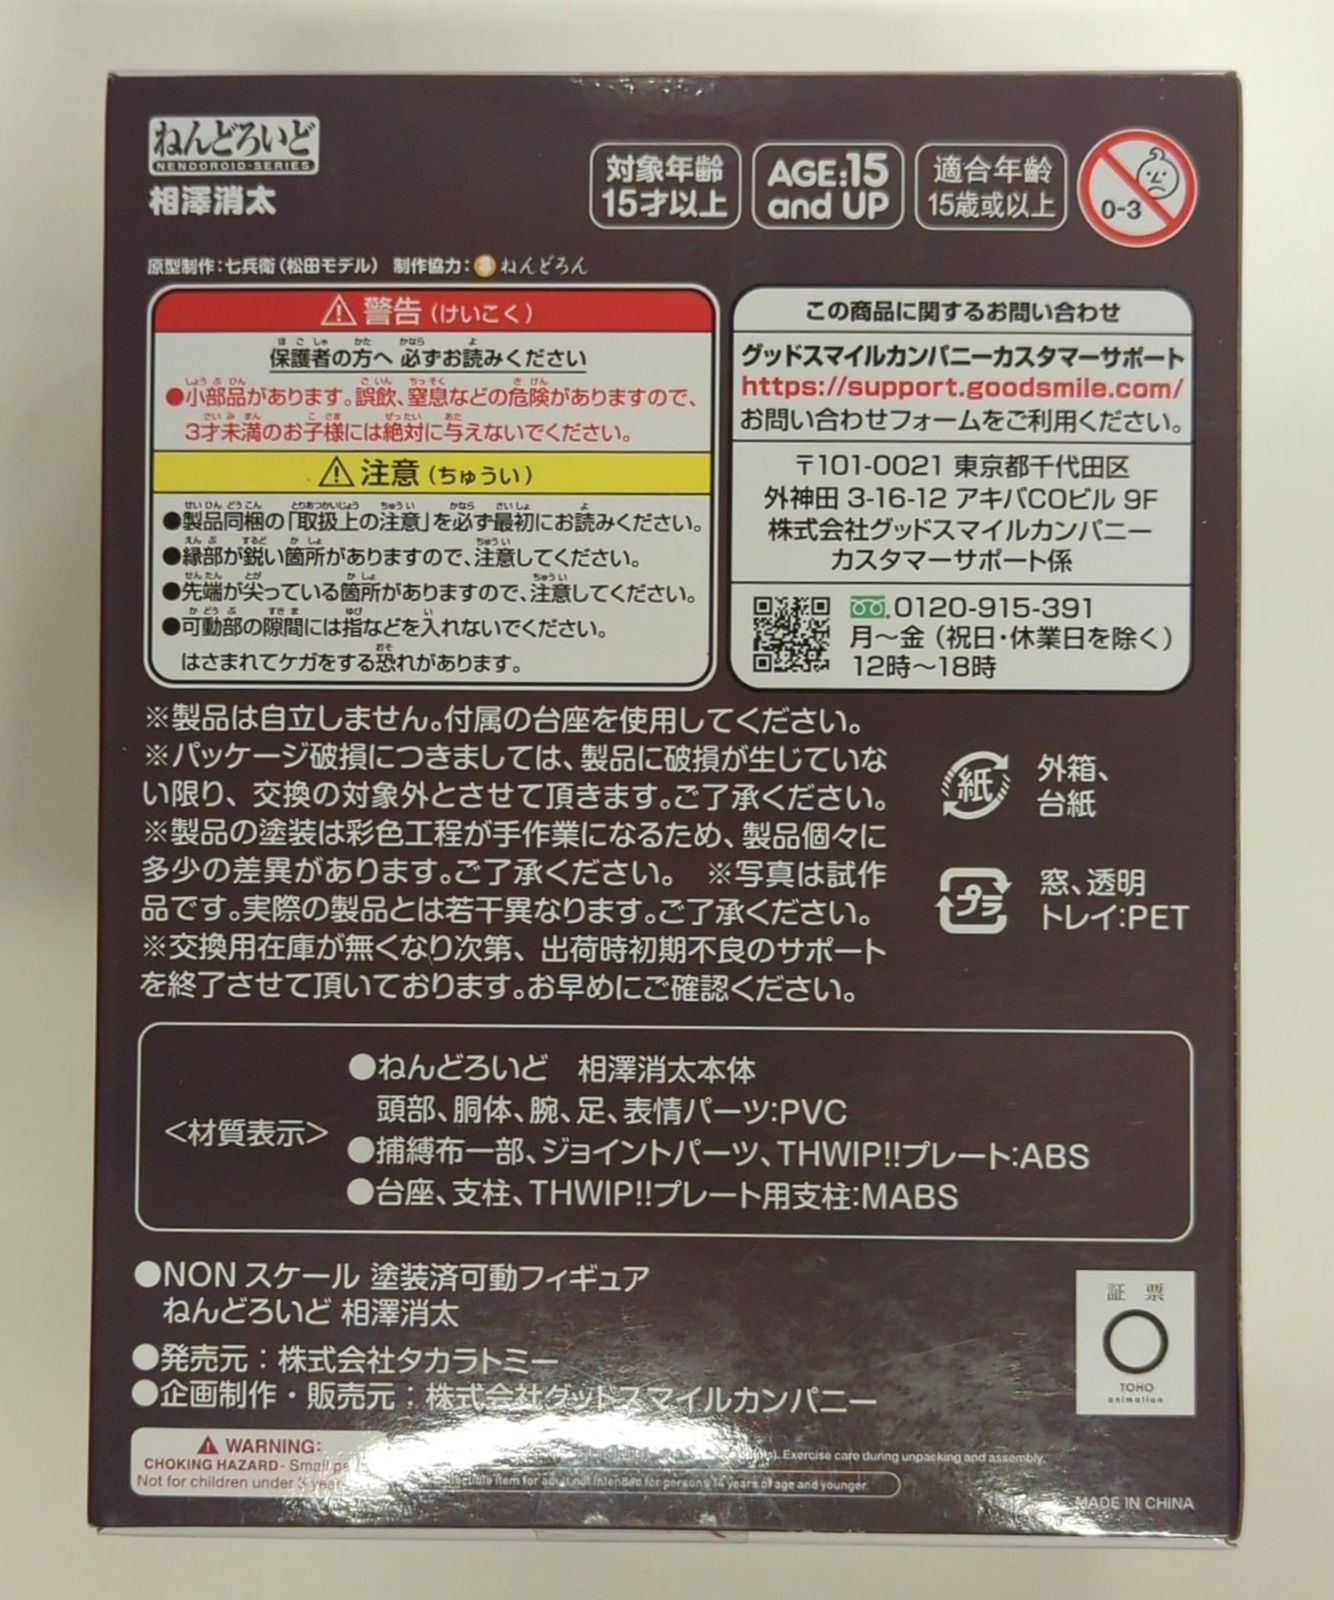 ねんどろいど
NENDOROID-SERIES
相澤消太
対象年齢
15才以上
AGE:15
and UP
適合年齢
15歳或以上
0-3
原型制作:七兵衛(松田モデル) 制作協力:ねんどろん
警告(けいこく)
保護者の方へ 必ずお読みください
●小部品があります。誤飲、窒息などの危険がありますので、
3才未満のお子様には絶対に与えないでください。
注意(ちゅうい)
●製品同梱の「取扱上の注意」を必ず最初にお読みください。
●縁部が鋭い箇所がありますので、注意してください。
●先端が尖っている箇所がありますので、注意してください。
●可動部の隙間には指などを入れないでください。
はさまれてケガをする恐れがあります。
この商品に関するお問い合わせ
グッドスマイルカンパニーカスタマーサポート
https://support.goodsmile.com/
お問い合わせフォームをご利用ください。
〒101-0021 東京都千代田区
外神田 3-16-12 アキバCOビル 9F
株式会社グッドスマイルカンパニー
カスタマーサポート係
0120-915-391
月〜金(祝日・休業日を除く)
12時〜18時
※製品は自立しません。付属の台座を使用してください。
※パッケージ破損につきましては、製品に破損が生じていな
い限り、交換の対象外とさせて頂きます。ご了承ください。
※製品の塗装は彩色工程が手作業になるため、製品個々に
多少の差異があります。ご了承ください。 ※写真は試作
品です。実際の製品とは若干異なります。ご了承ください。
※交換用在庫が無くなり次第、出荷時初期不良のサポート
を終了させて頂いております。お早めにご確認ください。
紙
外箱、
台紙
プラ
窓、透明
トレイ:PET
<材質表示>
●ねんどろいど 相澤消太本体
頭部、胴体、腕、足、表情パーツ:PVC
●捕縛布一部、ジョイントパーツ、THWIP!!プレート:ABS
●台座、支柱、THWIP!!プレート用支柱:MABS
●NONスケール 塗装済可動フィギュア
ねんどろいど 相澤消太
●発売元:株式会社タカラトミー
●企画制作・販売元:株式会社グッドスマイルカンパニー
証 票
TOHO
animation
WARNING:
CHOKING HAZARD - Small
Not for children under 3
Exercise care during unpacking and assembly.
item for adult not intended for persons 14 years of age and younger.
MADE IN CHINA